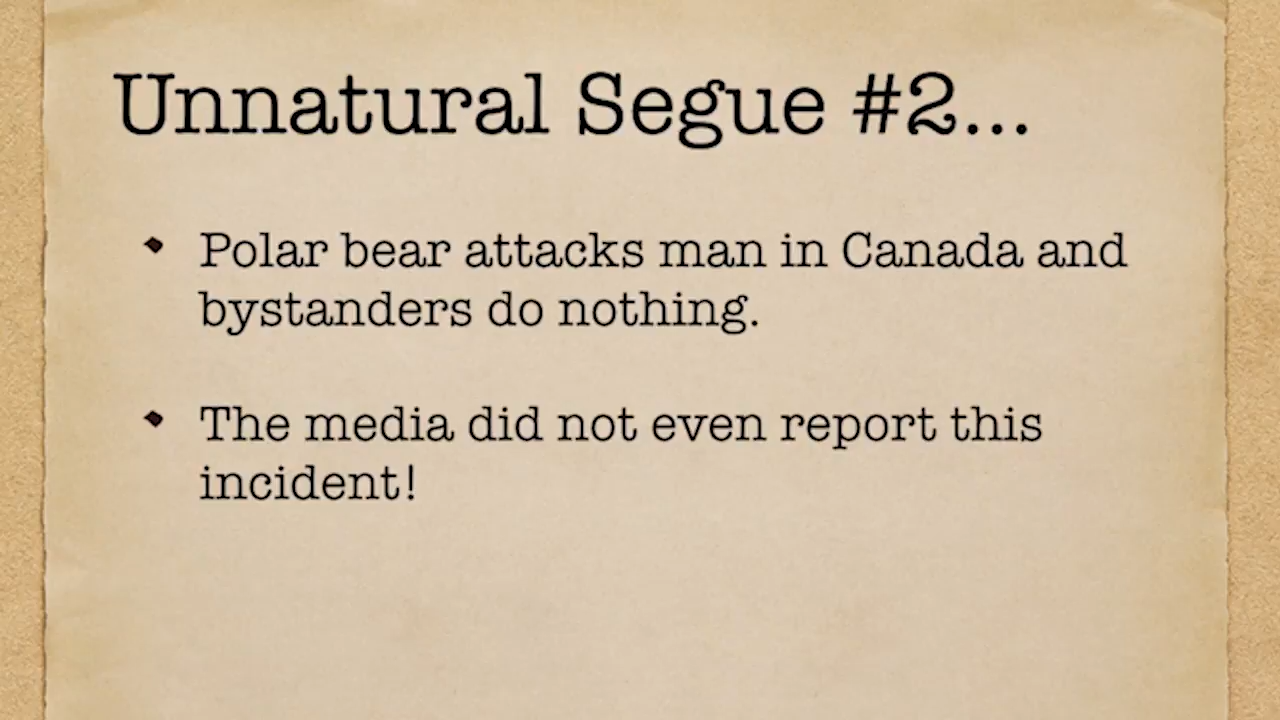 Unnatural Segue #2...
Polar bear attacks man in Canada and
bystanders do nothing.
The media did not even report this
incident!